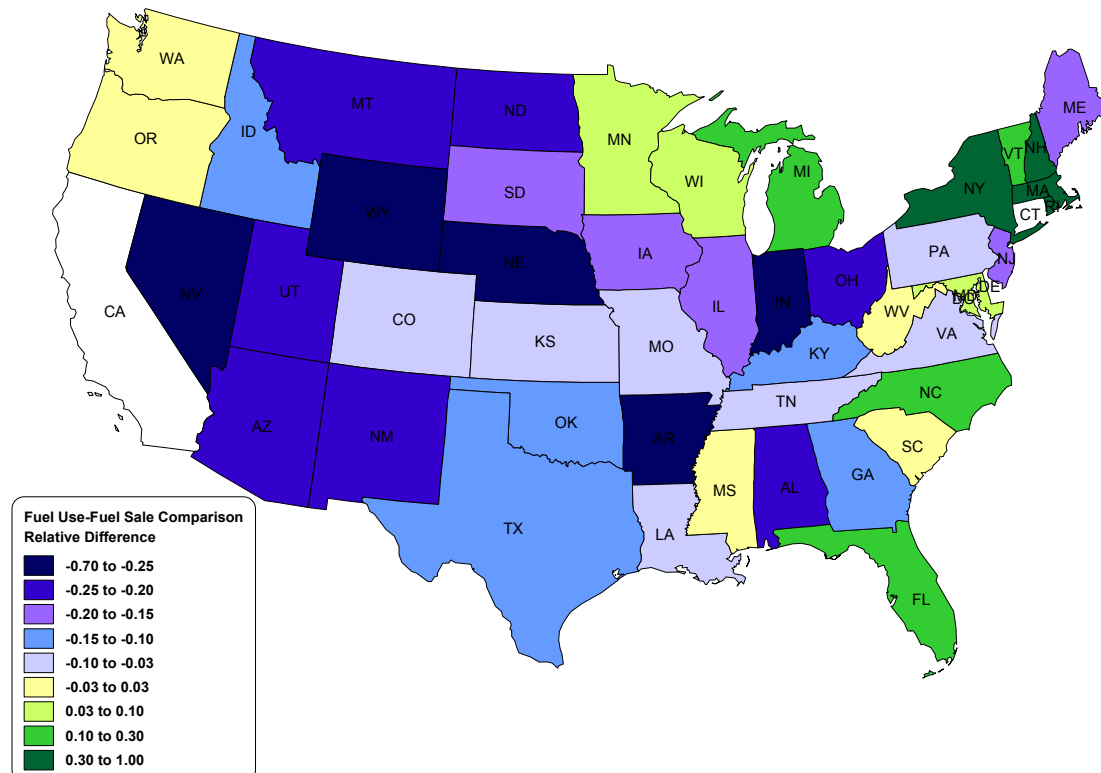 WA
MT
ND
ME
OR
ID
MN
VT
NH
SD
WI
MI
NY
MA
WY
RI
CT
IA
PA
NE
NJ
NV
UT
IL
IN
OH
DE
MD
DC
CA
CO
WV
VA
KS
MO
KY
TN
NC
AZ
NM
OK
AR
SC
MS
AL
GA
TX
LA
FL
Fuel Use-Fuel Sale Comparison
Relative Difference
-0.70 to -0.25
-0.25 to -0.20
-0.20 to -0.15
-0.15 to -0.10
-0.10 to -0.03
-0.03 to 0.03
0.03 to 0.10
0.10 to 0.30
0.30 to 1.00